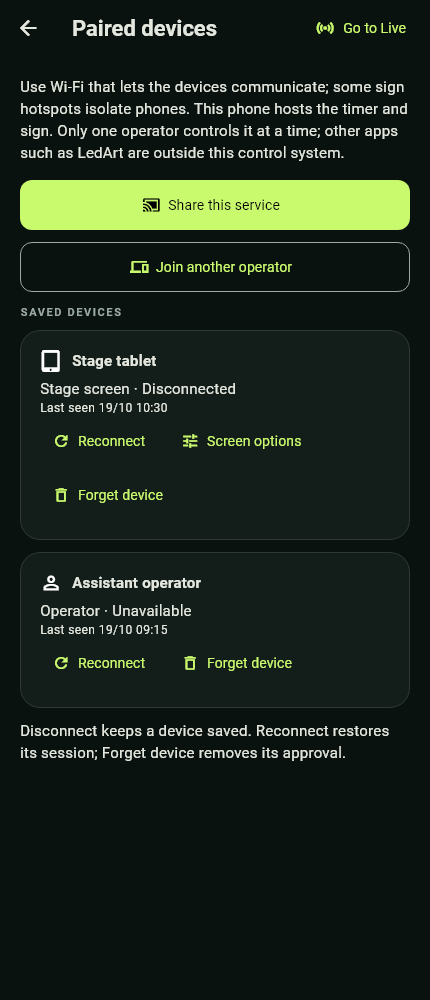 Paired devices
Go to Live
Use Wi-Fi that lets the devices communicate; some sign
hotspots isolate phones. This phone hosts the timer and
sign. Only one operator controls it at a time; other apps
such as LedArt are outside this control system.
Share this service
Join another operator
SAVED DEVICES
Stage tablet
Stage screen · Disconnected
Last seen 19/10 10:30
Reconnect
Screen options
Forget device
Assistant operator
Operator · Unavailable
Last seen 19/10 09:15
Reconnect
Forget device
Disconnect keeps a device saved. Reconnect restores
its session; Forget device removes its approval.